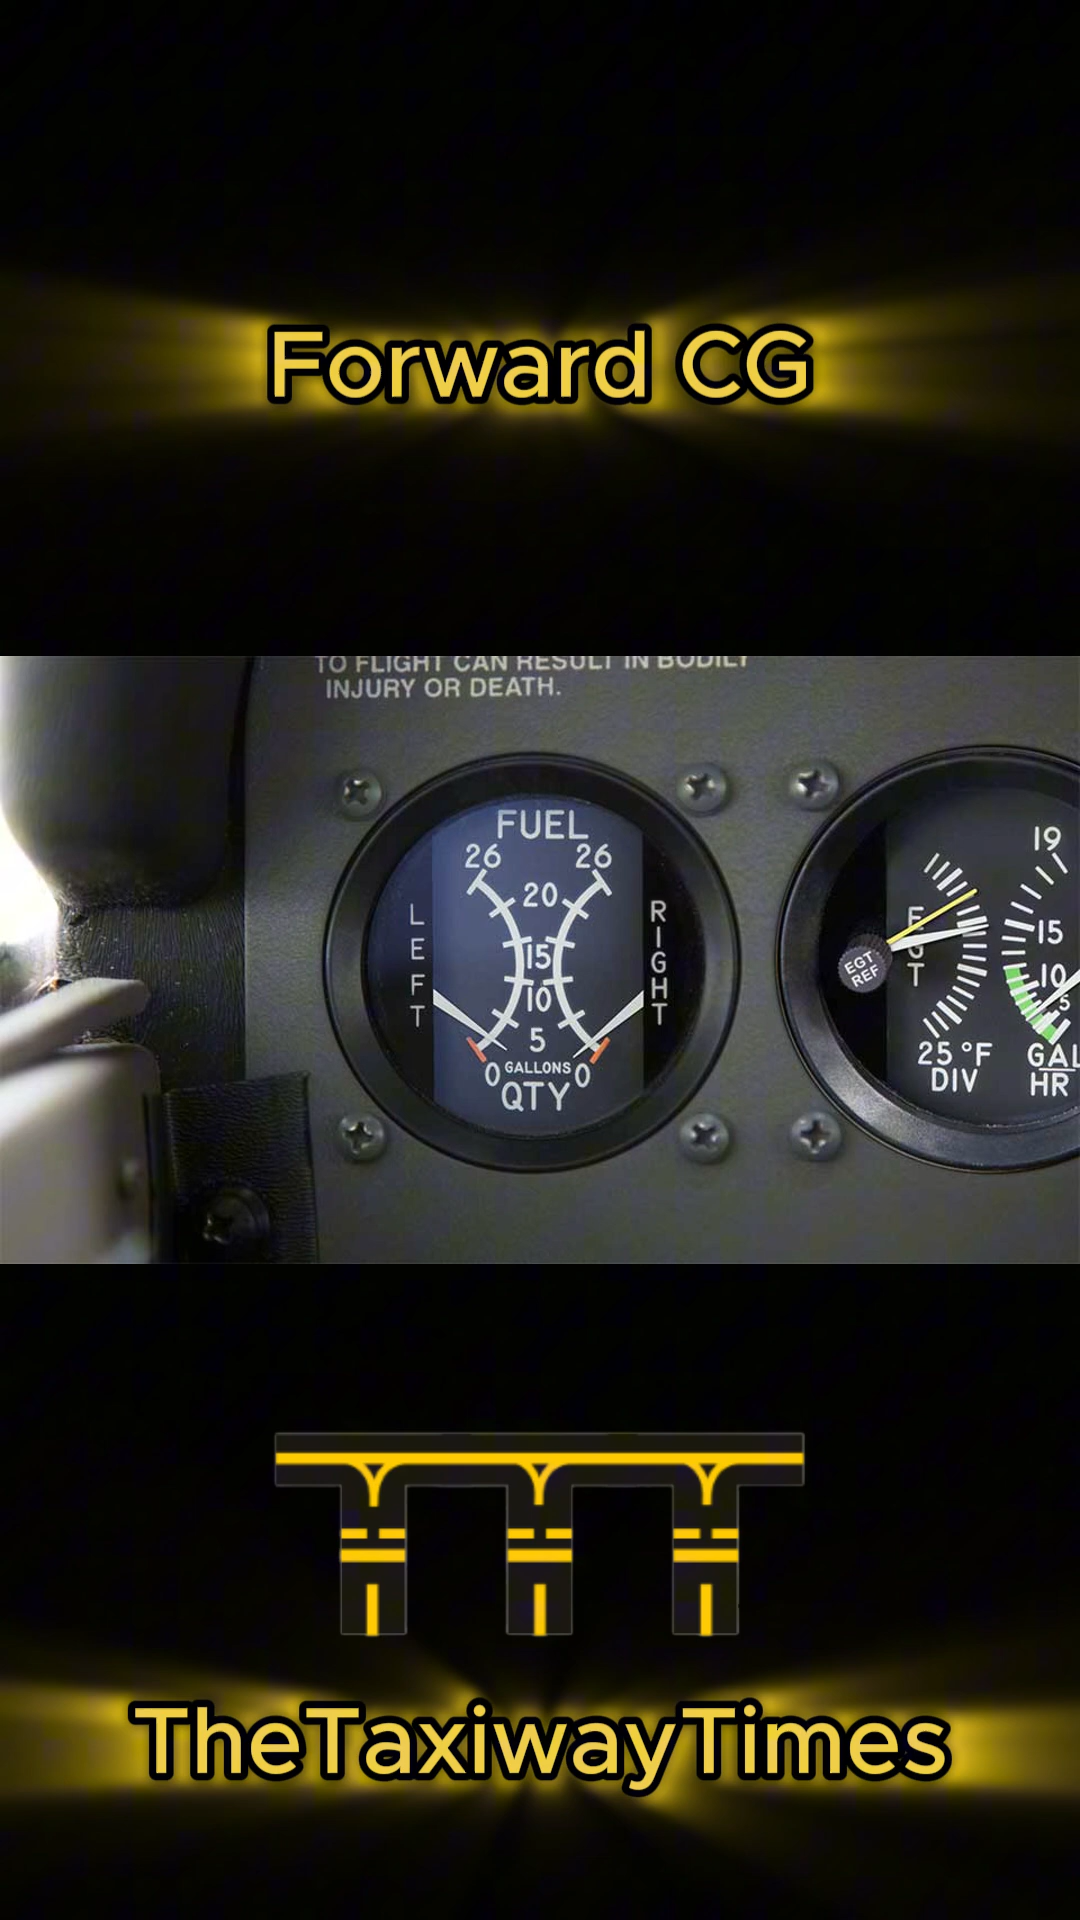 Forward CG
TO FLIGHT CAN RESULT IN BODILY
INJURY OR DEATH.
FUEL
26 26
20
15
10
5
LEFT
RIGHT
GALLONS
0 0
QTY
EGT
EGT
REF
25 °F
DIV
19
15
10
5
GAL
HR
TheTaxiwayTimes